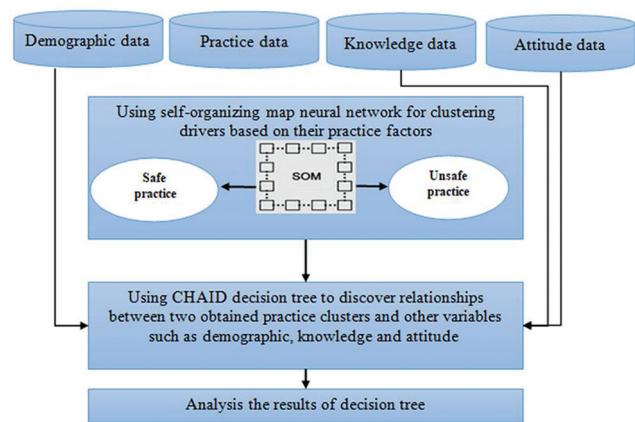 Demographic data
Practice data
Knowledge data
Attitude data
Using self-organizing map neural network for clustering
drivers based on their practice factors
Safe
practice
SOM
Unsafe
practice
Using CHAID decision tree to discover relationships
between two obtained practice clusters and other variables
such as demographic, knowledge and attitude
Analysis the results of decision tree